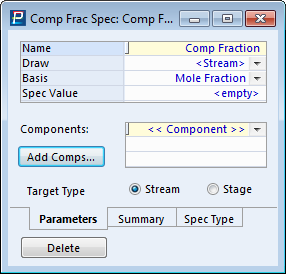 Comp Frac Spec: Comp F...
Name Comp Fraction
Draw <Stream>
Basis Mole Fraction
Spec Value <empty>
Components: << Component >>
Add Comps...
Target Type Stream Stage
Parameters Summary Spec Type
Delete